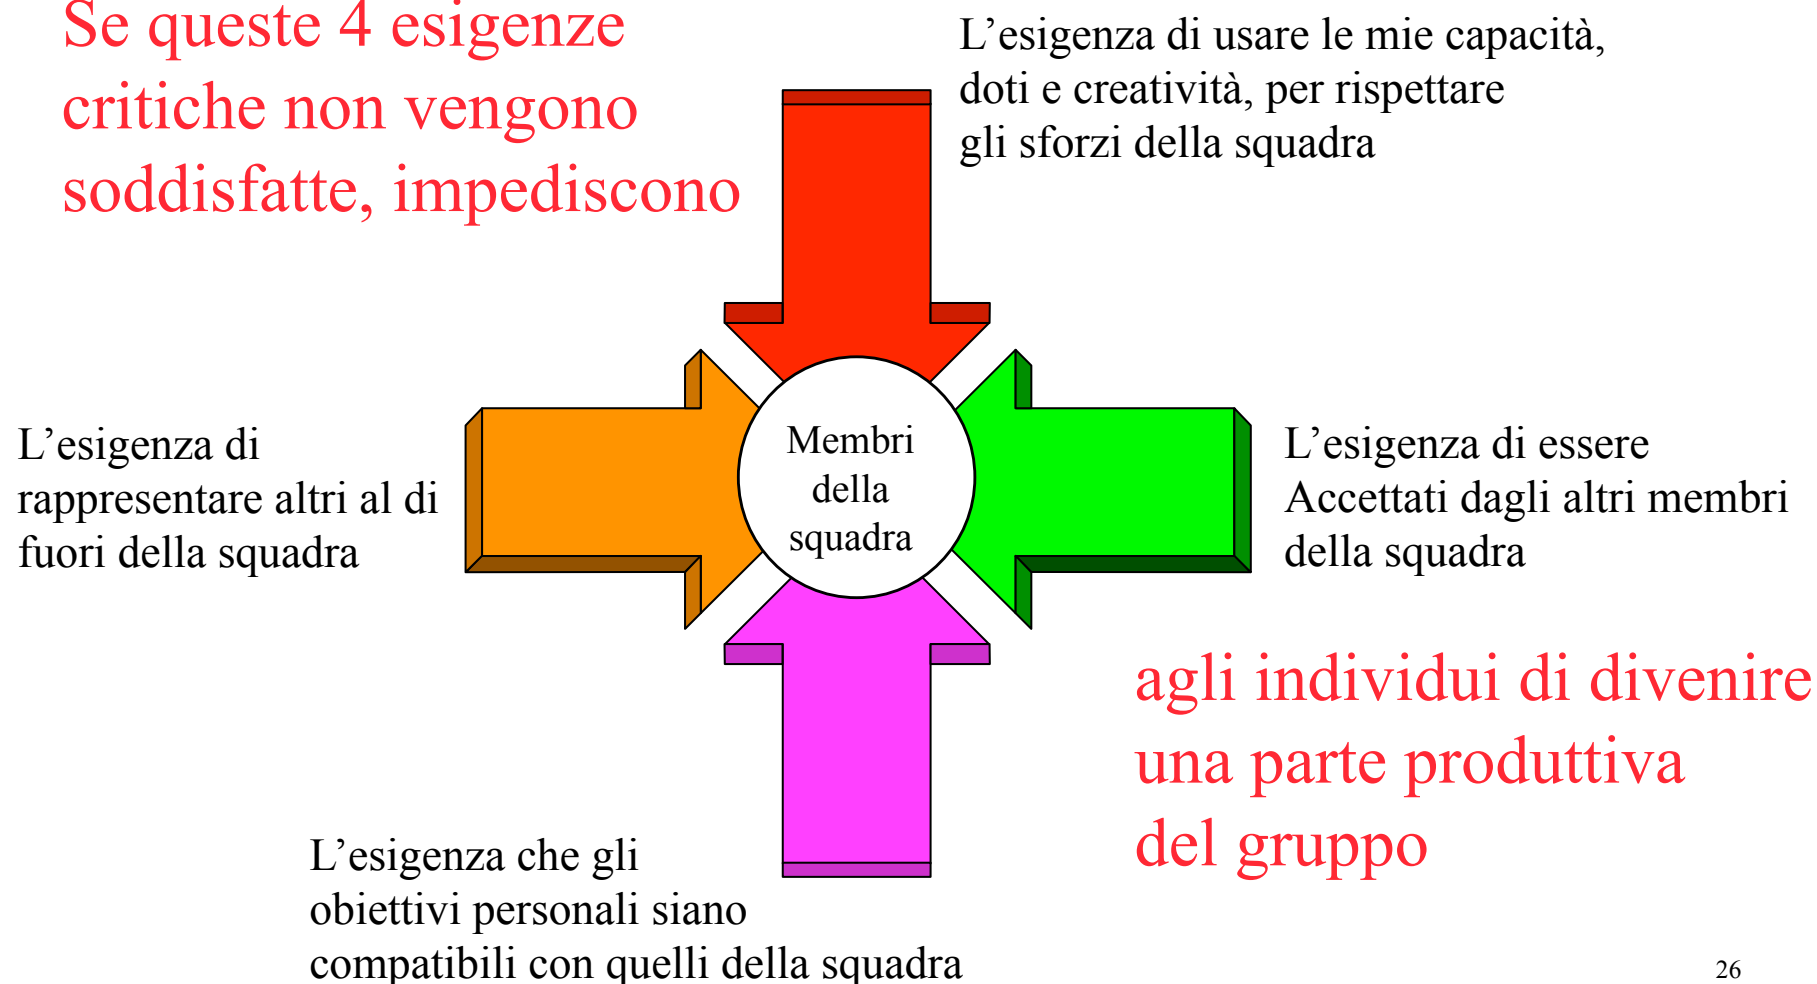 Se queste 4 esigenze
critiche non vengono
soddisfatte, impediscono
L’esigenza di usare le mie capacità,
doti e creatività, per rispettare
gli sforzi della squadra
L’esigenza di
rappresentare altri al di
fuori della squadra
Membri
della
squadra
L’esigenza di essere
Accettati dagli altri membri
della squadra
agli individui di divenire
una parte produttiva
del gruppo
L’esigenza che gli
obiettivi personali siano
compatibili con quelli della squadra
26